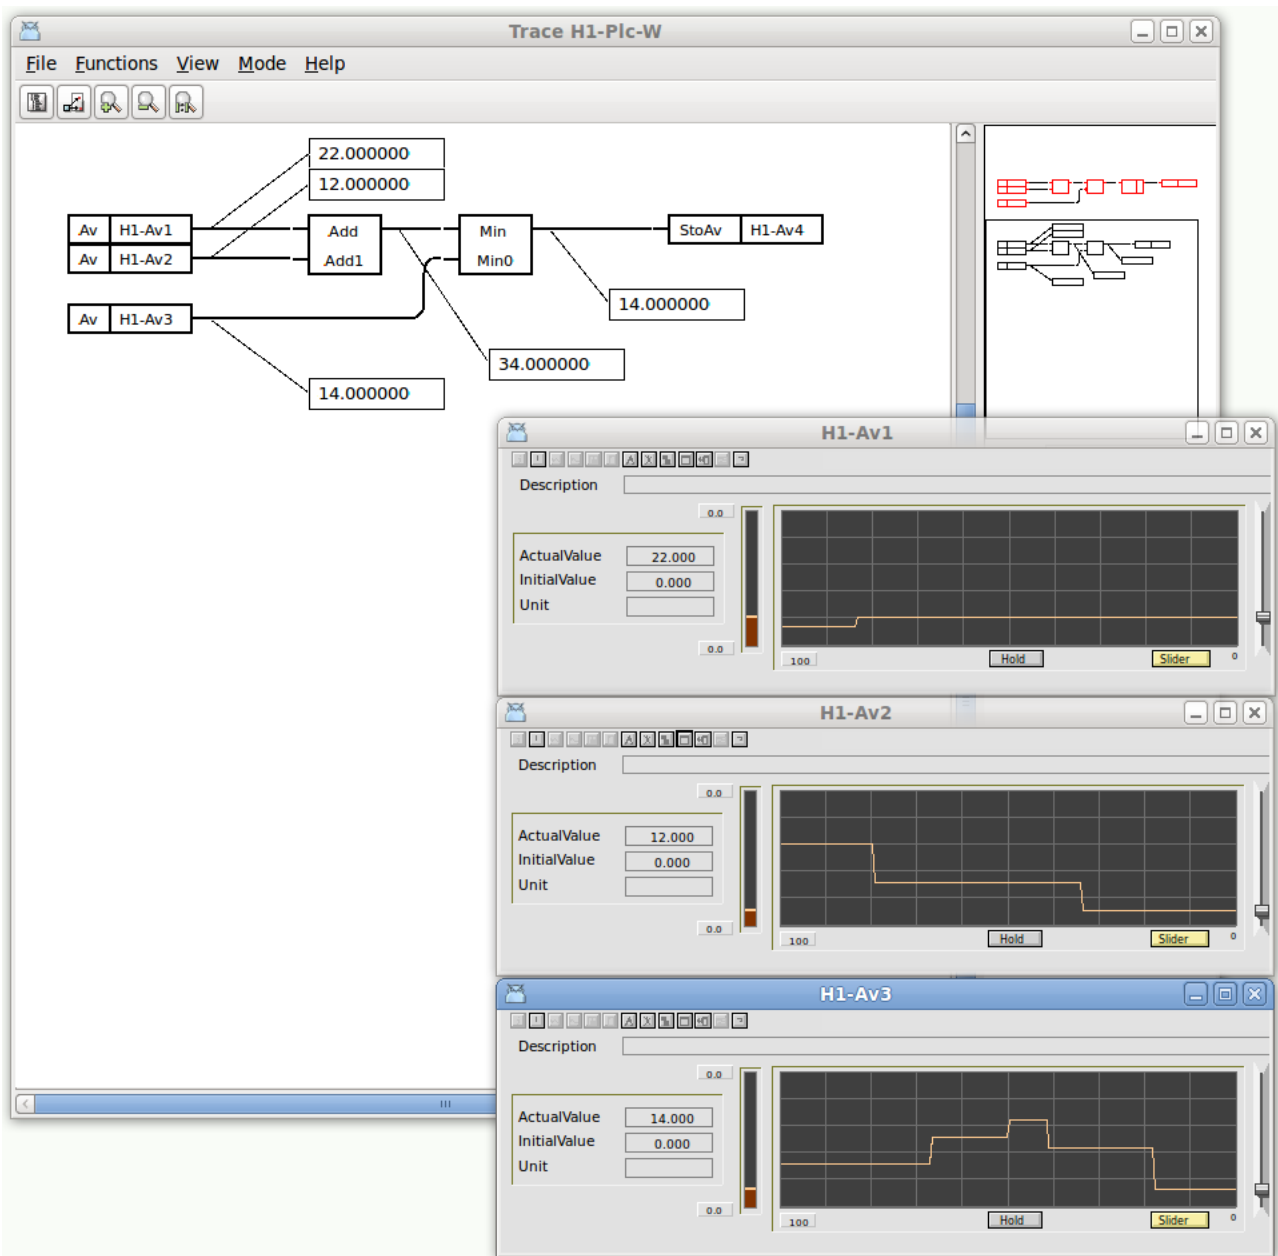 Trace H1-Plc-W
File Functions View Mode Help
22.000000
12.000000
Av H1-Av1 Add Min StoAv H1-Av4
Av H1-Av2 Add1 Min0
14.000000
Av H1-Av3
34.000000
14.000000
H1-Av1
Description
0.0
ActualValue 22.000
InitialValue 0.000
Unit
0.0
100 Hold Slider 0
H1-Av2
Description
0.0
ActualValue 12.000
InitialValue 0.000
Unit
0.0
100 Hold Slider 0
H1-Av3
Description
0.0
ActualValue 14.000
InitialValue 0.000
Unit
0.0
100 Hold Slider 0